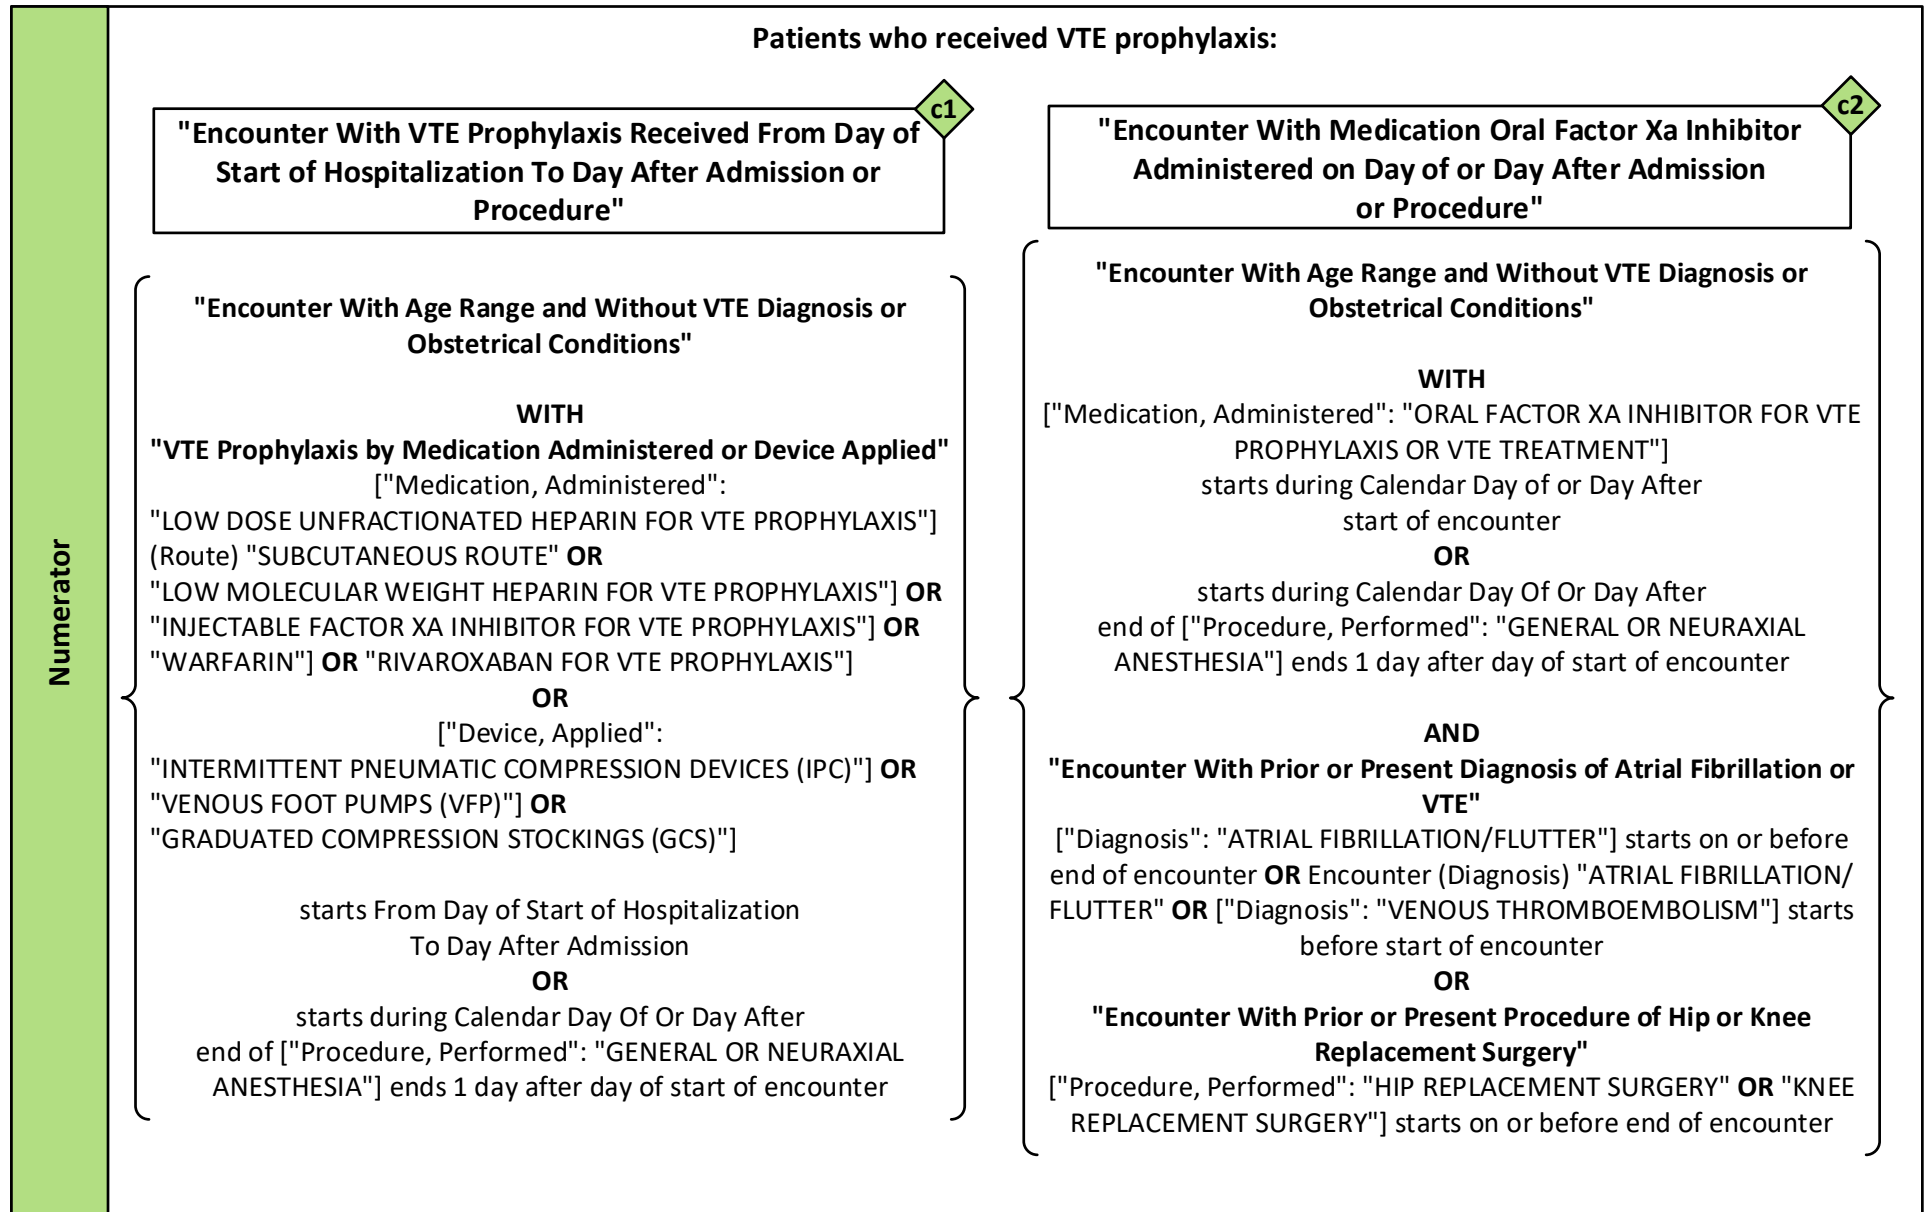 Numerator
Patients who received VTE prophylaxis:
c1
"Encounter With VTE Prophylaxis Received From Day of
Start of Hospitalization To Day After Admission or
Procedure"
"Encounter With Age Range and Without VTE Diagnosis or
Obstetrical Conditions"
WITH
"VTE Prophylaxis by Medication Administered or Device Applied"
["Medication, Administered":
"LOW DOSE UNFRACTIONATED HEPARIN FOR VTE PROPHYLAXIS"]
(Route) "SUBCUTANEOUS ROUTE" OR
"LOW MOLECULAR WEIGHT HEPARIN FOR VTE PROPHYLAXIS"] OR
"INJECTABLE FACTOR XA INHIBITOR FOR VTE PROPHYLAXIS"] OR
"WARFARIN"] OR "RIVAROXABAN FOR VTE PROPHYLAXIS"]
OR
["Device, Applied":
"INTERMITTENT PNEUMATIC COMPRESSION DEVICES (IPC)"] OR
"VENOUS FOOT PUMPS (VFP)"] OR
"GRADUATED COMPRESSION STOCKINGS (GCS)"]
starts From Day of Start of Hospitalization
To Day After Admission
OR
starts during Calendar Day Of Or Day After
end of ["Procedure, Performed": "GENERAL OR NEURAXIAL
ANESTHESIA"] ends 1 day after day of start of encounter
c2
"Encounter With Medication Oral Factor Xa Inhibitor
Administered on Day of or Day After Admission
or Procedure"
"Encounter With Age Range and Without VTE Diagnosis or
Obstetrical Conditions"
WITH
["Medication, Administered": "ORAL FACTOR XA INHIBITOR FOR VTE
PROPHYLAXIS OR VTE TREATMENT"]
starts during Calendar Day of or Day After
start of encounter
OR
starts during Calendar Day Of Or Day After
end of ["Procedure, Performed": "GENERAL OR NEURAXIAL
ANESTHESIA"] ends 1 day after day of start of encounter
AND
"Encounter With Prior or Present Diagnosis of Atrial Fibrillation or
VTE"
["Diagnosis": "ATRIAL FIBRILLATION/FLUTTER"] starts on or before
end of encounter OR Encounter (Diagnosis) "ATRIAL FIBRILLATION/
FLUTTER" OR ["Diagnosis": "VENOUS THROMBOEMBOLISM"] starts
before start of encounter
OR
"Encounter With Prior or Present Procedure of Hip or Knee
Replacement Surgery"
["Procedure, Performed": "HIP REPLACEMENT SURGERY" OR "KNEE
REPLACEMENT SURGERY"] starts on or before end of encounter